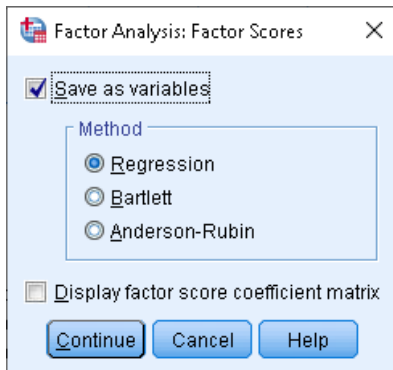 Factor Analysis: Factor Scores
Save as variables
Method
Regression
Bartlett
Anderson-Rubin
Display factor score coefficient matrix
Continue Cancel Help